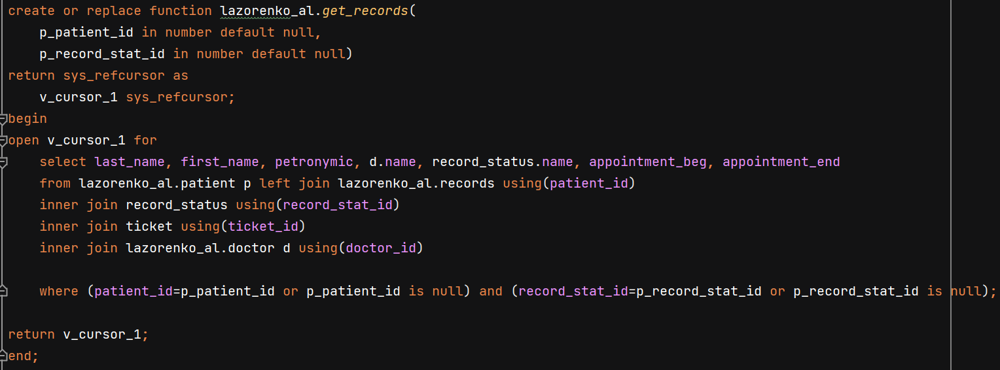 create or replace function lazorenko_al.get_records(
    p_patient_id in number default null,
    p_record_stat_id in number default null)
return sys_refcursor as
    v_cursor_1 sys_refcursor;
begin
open v_cursor_1 for
    select last_name, first_name, petronymic, d.name, record_status.name, appointment_beg, appointment_end
    from lazorenko_al.patient p left join lazorenko_al.records using(patient_id)
    inner join record_status using(record_stat_id)
    inner join ticket using(ticket_id)
    inner join lazorenko_al.doctor d using(doctor_id)
    where (patient_id=p_patient_id or p_patient_id is null) and (record_stat_id=p_record_stat_id or p_record_stat_id is null);
return v_cursor_1;
end;